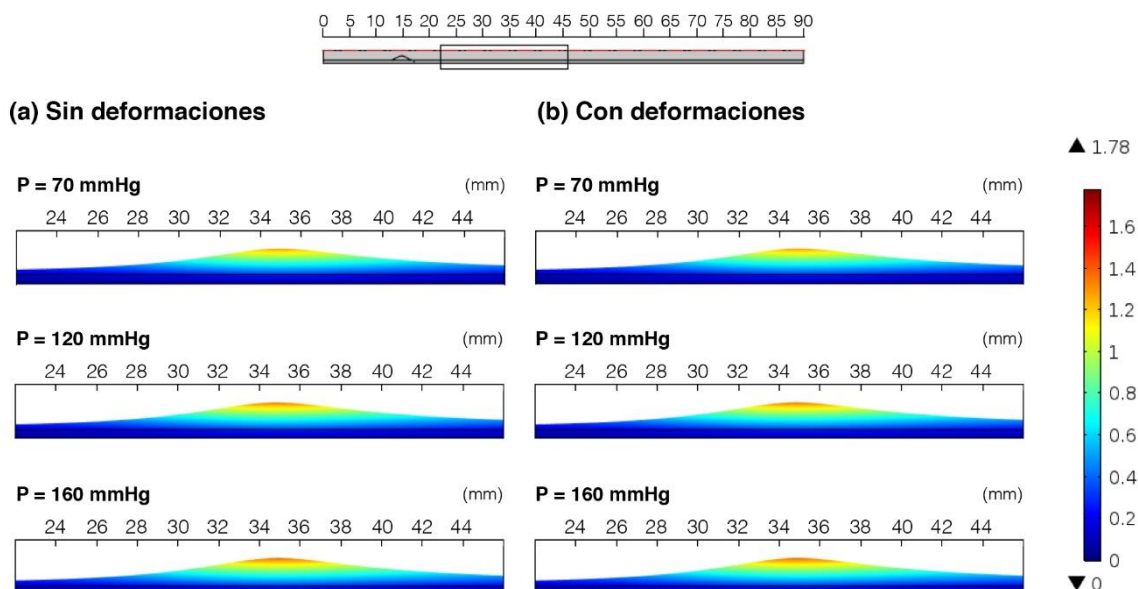 0 5 10 15 20 25 30 35 40 45 50 55 60 65 70 75 80 85 90
(a) Sin deformaciones
(b) Con deformaciones
▲ 1.78
P = 70 mmHg (mm)
24 26 28 30 32 34 36 38 40 42 44
P = 70 mmHg (mm)
24 26 28 30 32 34 36 38 40 42 44
P = 120 mmHg (mm)
24 26 28 30 32 34 36 38 40 42 44
P = 120 mmHg (mm)
24 26 28 30 32 34 36 38 40 42 44
P = 160 mmHg (mm)
24 26 28 30 32 34 36 38 40 42 44
P = 160 mmHg (mm)
24 26 28 30 32 34 36 38 40 42 44
1.6
1.4
1.2
1
0.8
0.6
0.4
0.2
0
▼ 0